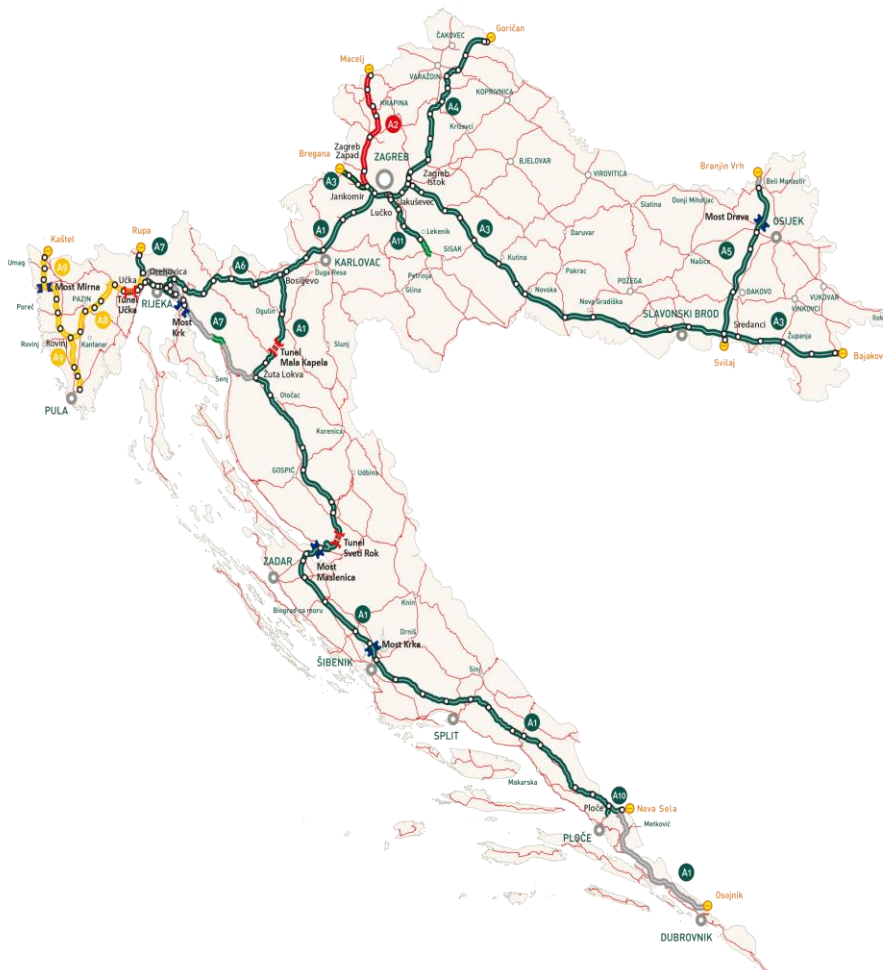 Goričan
ČAKOVEC
Macelj
VARAŽDIN
KOPRIVNICA
KRAPINA
A4
A2
Križevci
Zagreb
Zapad
ZAGREB
Bregana
BJELOVAR
Branjin Vrh
A3
Zagreb
Istok
VIROVITICA
Beli Manastir
Jankomir
Jakuševec
Slatina
Donji Miholjac
Most Drava
OSIJEK
Lučko
Kaštel
Rupa
A1
A11
Lekenik
A3
Daruvar
A7
Umag
A9
SISAK
A5
Našice
Učka
Orehovica
A6
KARLOVAC
Kutina
Pakrac
Most Mirna
Petrinja
Duga Resa
Bosiljevo
Glina
POŽEGA
ĐAKOVO
VUKOVAR
PAZIN
Tunel
Učka
RIJEKA
Novska
VINKOVCI
Poreč
A8
Nova Gradiška
SLAVONSKI BROD
Most
Krk
Ogulin
A7
A1
Sredanci
A3
Županja
Rovinj
Rovinj
Kanfanar
Slunj
A9
Tunel
Mala Kapela
Svilaj
Bajakov
Senj
Žuta Lokva
PULA
Otočac
Korenica
GOSPIĆ
Udbina
Tunel
Sveti Rok
ZADAR
Most
Maslenica
Biograd na moru
A1
Knin
Drniš
Most Krka
ŠIBENIK
Sinj
A1
SPLIT
Makarska
A10
Ploče
Nova Sela
Metković
PLOČE
A1
Osojnik
DUBROVNIK